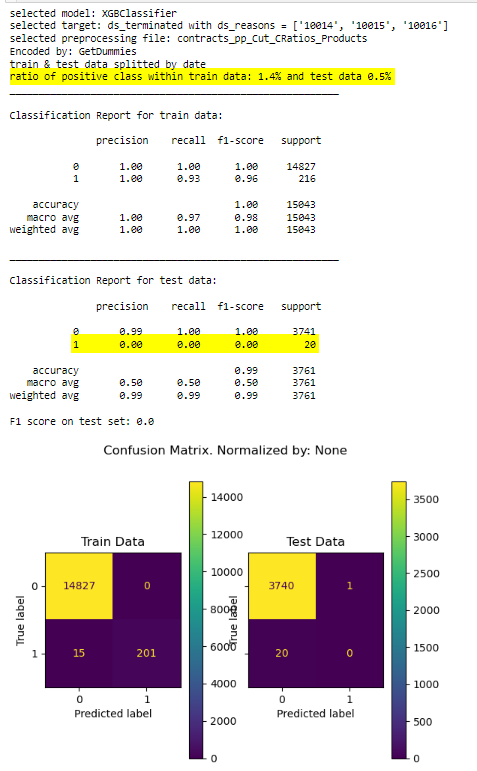 selected model: XGBClassifier
selected target: ds_terminated with ds_reasons = ['10014', '10015', '10016']
selected preprocessing file: contracts_pp_Cut_CRatios_Products
Encoded by: GetDummies
train & test data splitted by date
ratio of positive class within train data: 1.4% and test data 0.5%
Classification Report for train data:
precision recall f1-score support
0 1.00 1.00 1.00 14827
1 1.00 0.93 0.96 216
accuracy 1.00 15043
macro avg 1.00 0.97 0.98 15043
weighted avg 1.00 1.00 1.00 15043
Classification Report for test data:
precision recall f1-score support
0 0.99 1.00 1.00 3741
1 0.00 0.00 0.00 20
accuracy 0.99 3761
macro avg 0.50 0.50 0.50 3761
weighted avg 0.99 0.99 0.99 3761
F1 score on test set: 0.0
Confusion Matrix. Normalized by: None
Train Data
True label
0
1
14827 0
15 201
0 1
Predicted label
14000
12000
10000
8000
6000
4000
2000
0
Test Data
True label
3740 1
20 0
0 1
Predicted label
3500
3000
2500
2000
1500
1000
500
0